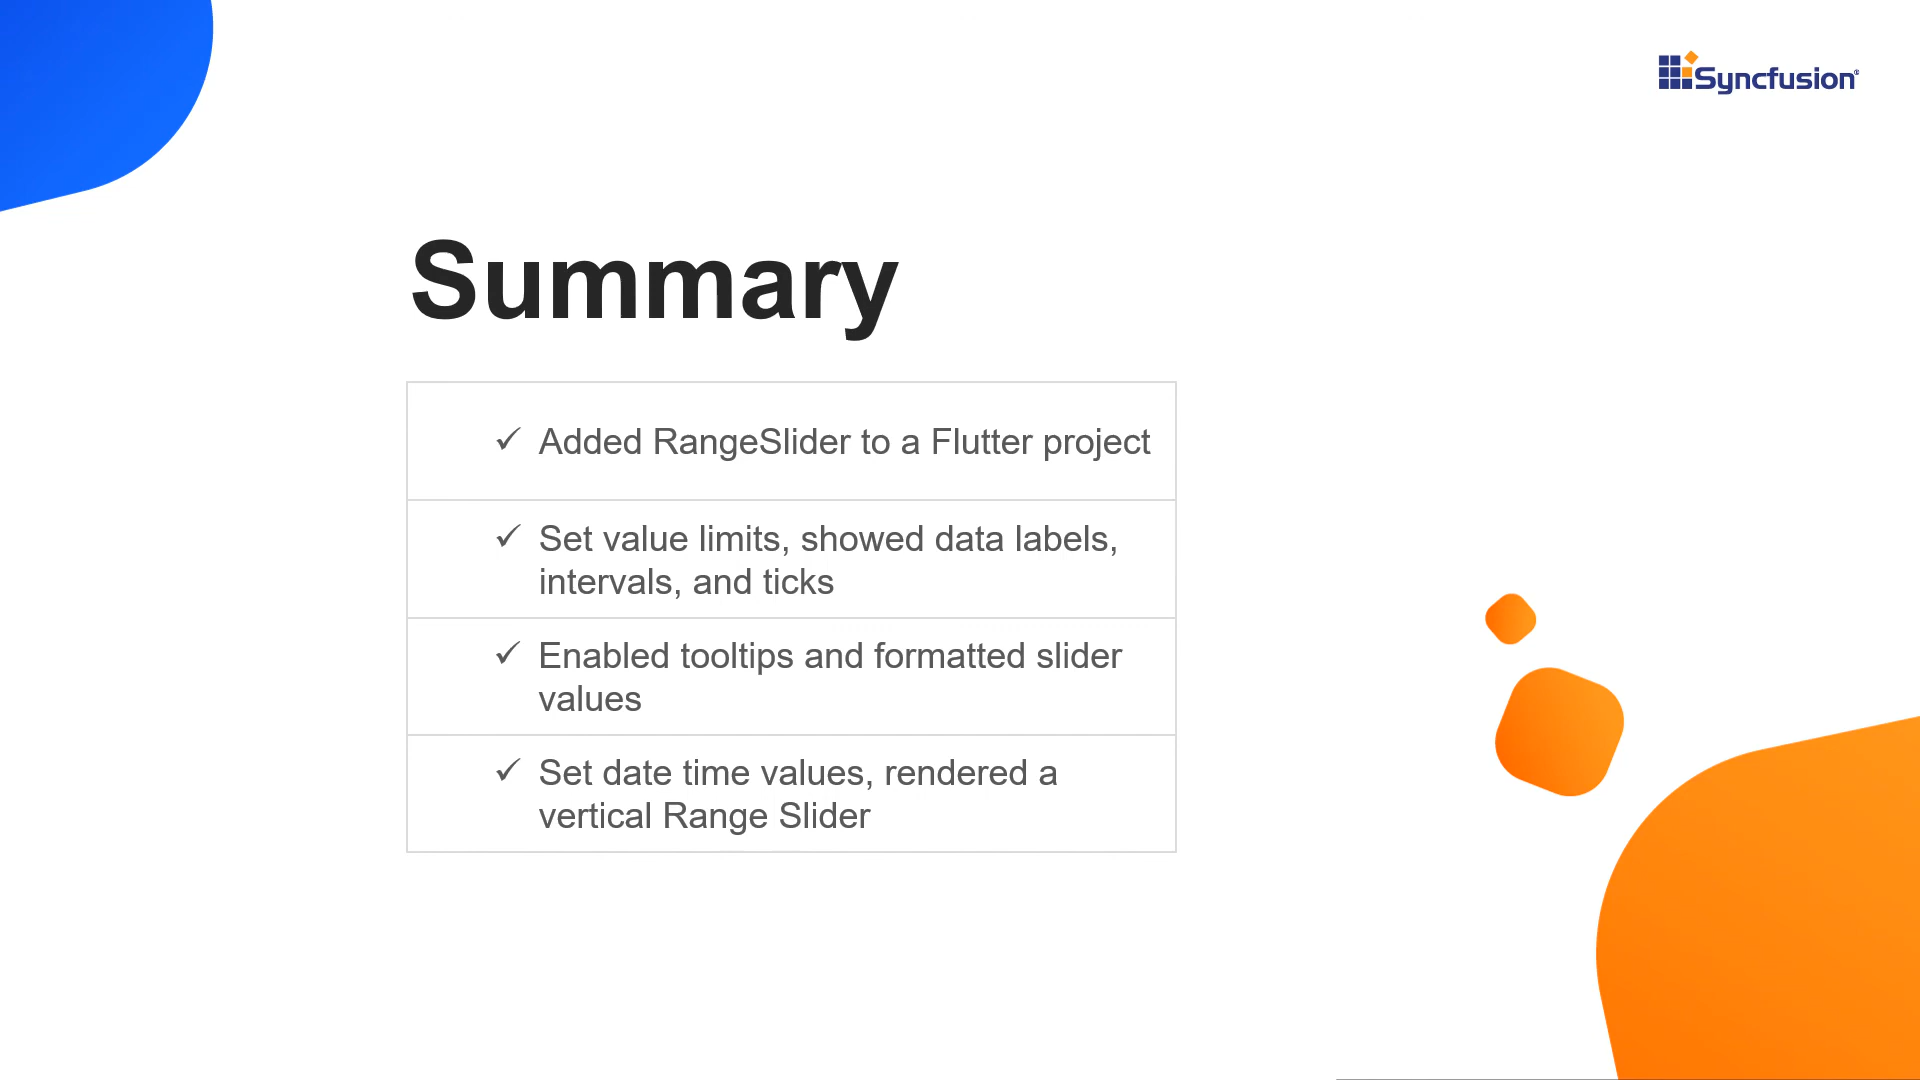 Syncfusion®
Summary
✓ Added RangeSlider to a Flutter project
✓ Set value limits, showed data labels,
intervals, and ticks
✓ Enabled tooltips and formatted slider
values
✓ Set date time values, rendered a
vertical Range Slider